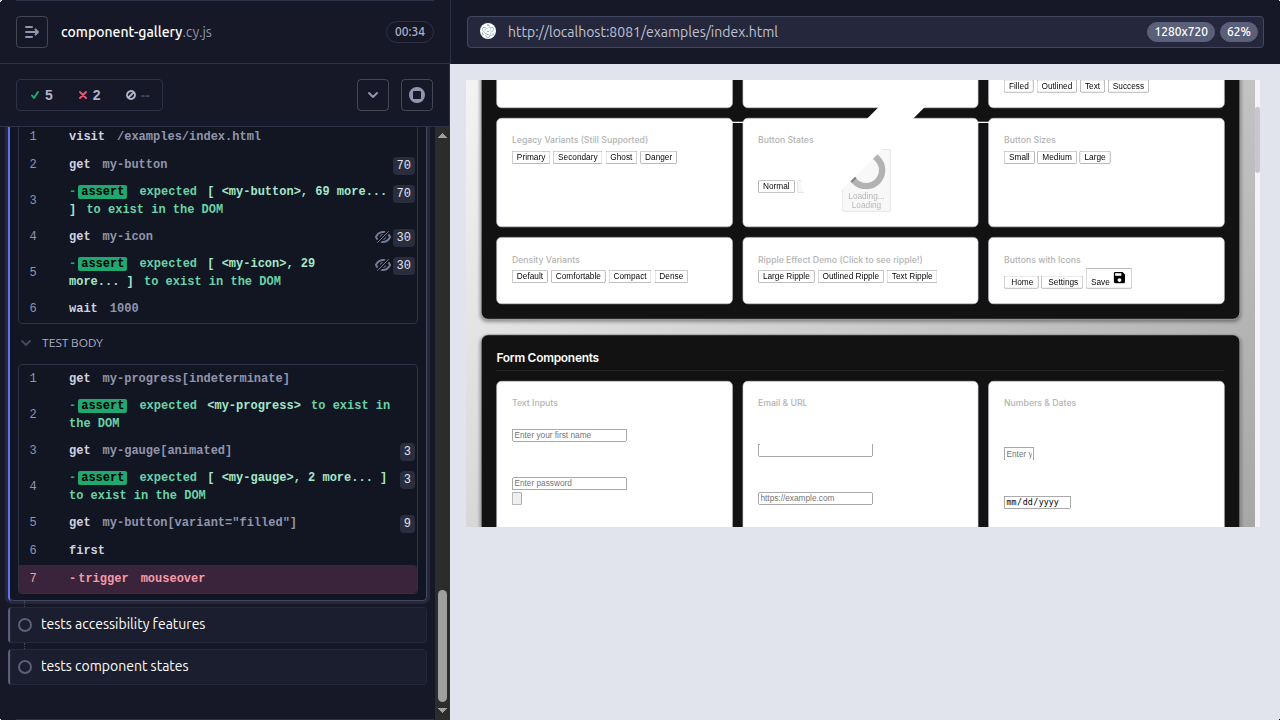 component-gallery.cy.js
00:34
http://localhost:8081/examples/index.html
1280x720
62%
5
2
--
1 visit /examples/index.html
2 get my-button 70
3 -assert expected [ <my-button>, 69 more... 70
] to exist in the DOM
4 get my-icon 30
5 -assert expected [ <my-icon>, 29 30
more... ] to exist in the DOM
6 wait 1000
TEST BODY
1 get my-progress[indeterminate]
2 -assert expected <my-progress> to exist in
the DOM
3 get my-gauge[animated] 3
4 -assert expected [ <my-gauge>, 2 more... ] 3
to exist in the DOM
5 get my-button[variant="filled"] 9
6 first
7 -trigger mouseover
tests accessibility features
tests component states
Filled Outlined Text Success
Legacy Variants (Still Supported)
Primary Secondary Ghost Danger
Button States
Normal
Loading...
Loading
Button Sizes
Small Medium Large
Density Variants
Default Comfortable Compact Dense
Ripple Effect Demo (Click to see ripple!)
Large Ripple Outlined Ripple Text Ripple
Buttons with Icons
Home Settings Save
Form Components
Text Inputs
Enter your first name
Enter password
Email & URL
https://example.com
Numbers & Dates
Enter y
mm/dd/yyyy